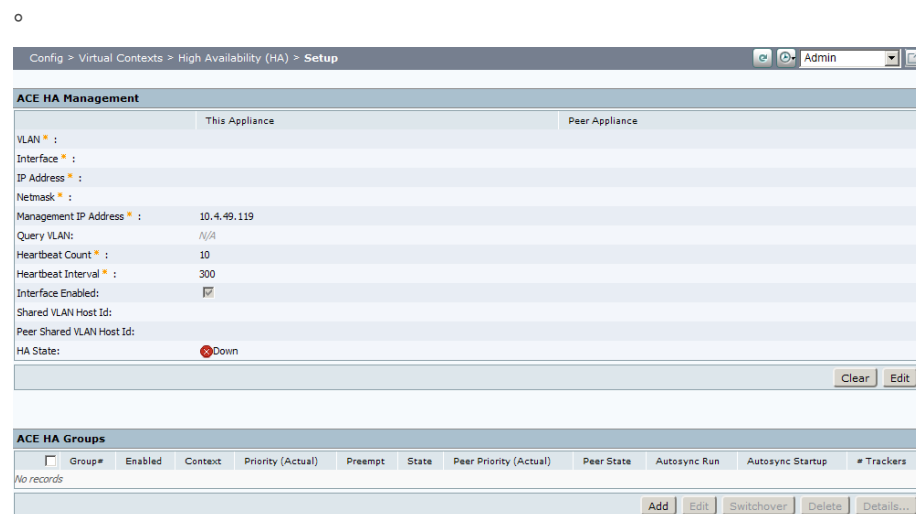 Config > Virtual Contexts > High Availability (HA) > Setup Admin
ACE HA Management
This Appliance Peer Appliance
VLAN * :
Interface * :
IP Address * :
Netmask * :
Management IP Address * : 10.4.49.119
Query VLAN: N/A
Heartbeat Count * : 10
Heartbeat Interval * : 300
Interface Enabled:
Shared VLAN Host Id:
Peer Shared VLAN Host Id:
HA State: Down
Clear Edit
ACE HA Groups
Group# Enabled Context Priority (Actual) Preempt State Peer Priority (Actual) Peer State Autosync Run Autosync Startup # Trackers
No records
Add Edit Switchover Delete Details...